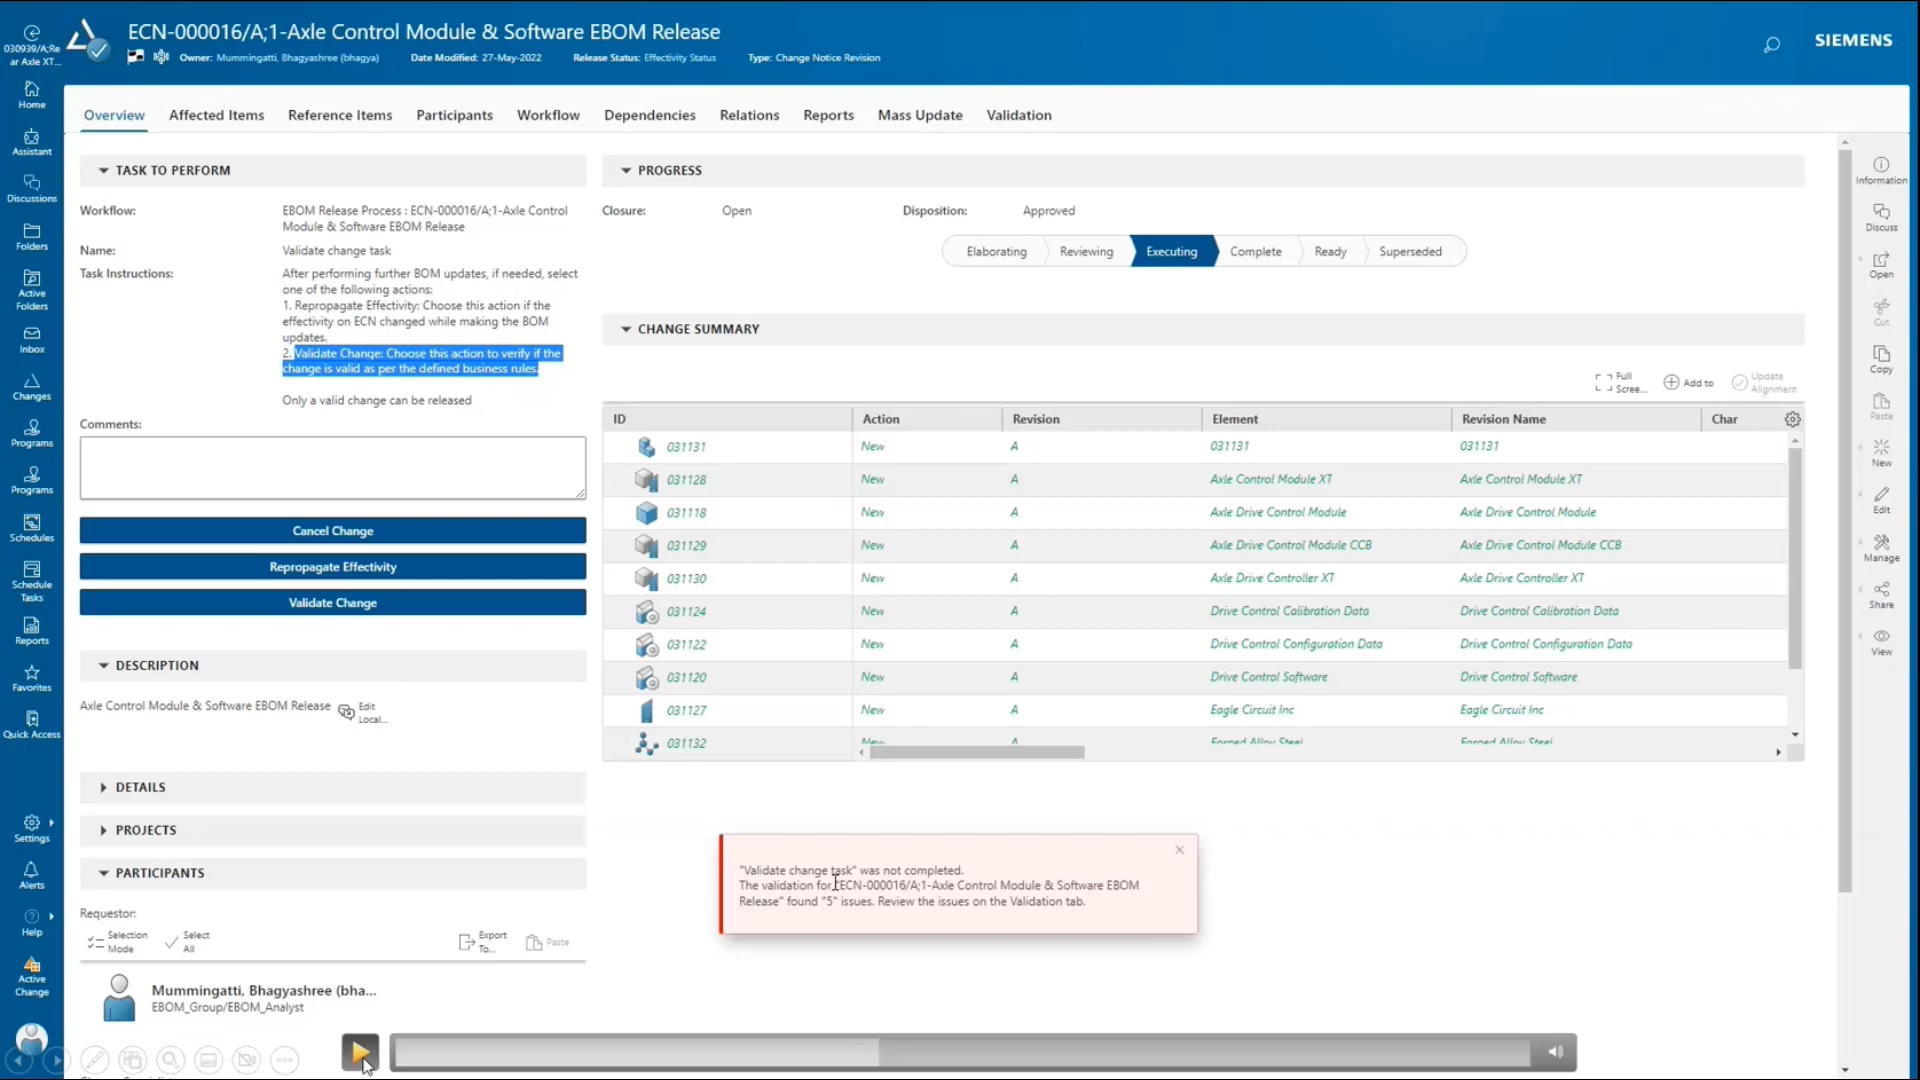 030939/A;Re
ar Axle XT...
ECN-000016/A;1-Axle Control Module & Software EBOM Release
Owner: Mummingatti, Bhagyashree (bhagya)
Date Modified: 27-May-2022
Release Status: Effectivity Status
Type: Change Notice Revision
SIEMENS
Home
Assistant
Discussions
Folders
Active
Folders
Inbox
Changes
Programs
Programs
Schedules
Schedule
Tasks
Reports
Favorites
Quick Access
Settings
Alerts
Help
Active
Change
Overview
Affected Items
Reference Items
Participants
Workflow
Dependencies
Relations
Reports
Mass Update
Validation
TASK TO PERFORM
Workflow:
EBOM Release Process : ECN-000016/A;1-Axle Control
Module & Software EBOM Release
Name:
Validate change task
Task Instructions:
After performing further BOM updates, if needed, select
one of the following actions:
1. Repropagate Effectivity: Choose this action if the
effectivity on ECN changed while making the BOM
updates.
2. Validate Change: Choose this action to verify if the
change is valid as per the defined business rules.
Only a valid change can be released
Comments:
Cancel Change
Repropagate Effectivity
Validate Change
DESCRIPTION
Axle Control Module & Software EBOM Release
Edit
Local...
DETAILS
PROJECTS
PARTICIPANTS
Requestor:
Selection
Mode
Select
All
Export
To...
Paste
Mummingatti, Bhagyashree (bha...
EBOM_Group/EBOM_Analyst
PROGRESS
Closure:
Open
Disposition:
Approved
Elaborating
Reviewing
Executing
Complete
Ready
Superseded
CHANGE SUMMARY
Full
Scree...
Add to
Update
Alignment
ID Action Revision Element Revision Name Char
031131 New A 031131 031131
031128 New A Axle Control Module XT Axle Control Module XT
031118 New A Axle Drive Control Module Axle Drive Control Module
031129 New A Axle Drive Control Module CCB Axle Drive Control Module CCB
031130 New A Axle Drive Controller XT Axle Drive Controller XT
031124 New A Drive Control Calibration Data Drive Control Calibration Data
031122 New A Drive Control Configuration Data Drive Control Configuration Data
031120 New A Drive Control Software Drive Control Software
031127 New A Eagle Circuit Inc Eagle Circuit Inc
031132 New A Forged Alloy Steel Forged Alloy Steel
"Validate change task" was not completed.
The validation for "ECN-000016/A;1-Axle Control Module & Software EBOM
Release" found "5" issues. Review the issues on the Validation tab.
Information
Discuss
Open
Cut
Copy
Paste
New
Edit
Manage
Share
View